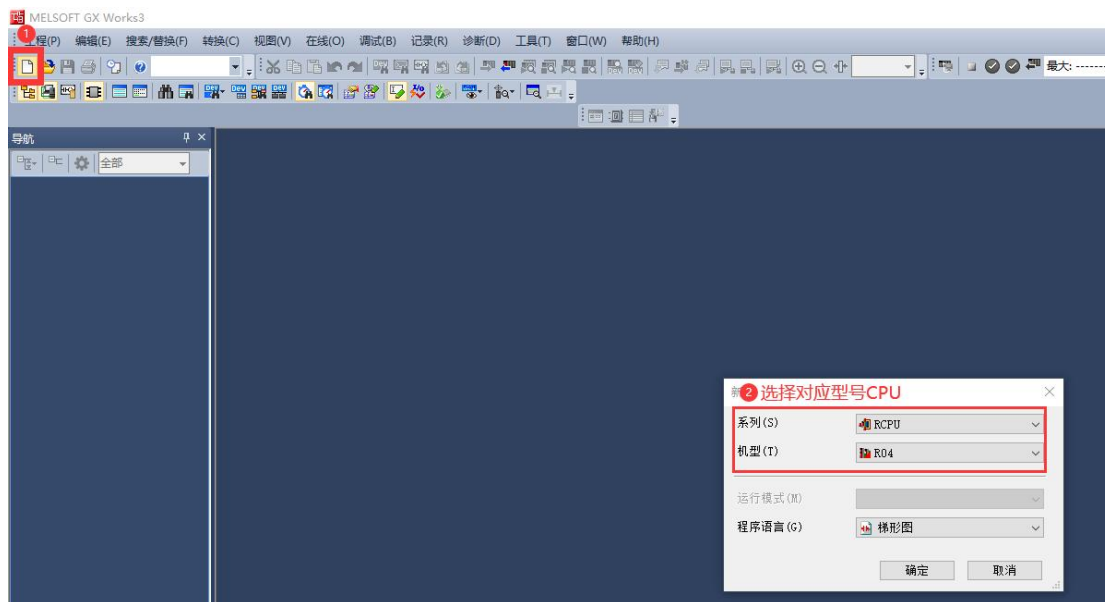 MELSOFT GX Works3
1
工程(P) 编辑(E) 搜索/替换(F) 转换(C) 视图(V) 在线(O) 调试(B) 记录(R) 诊断(D) 工具(T) 窗口(W) 帮助(H)
最大:
导航
全部
新
2 选择对应型号CPU
系列(S) RCPU
机型(T) R04
运行模式(M)
程序语言(G) 梯形图
确定 取消